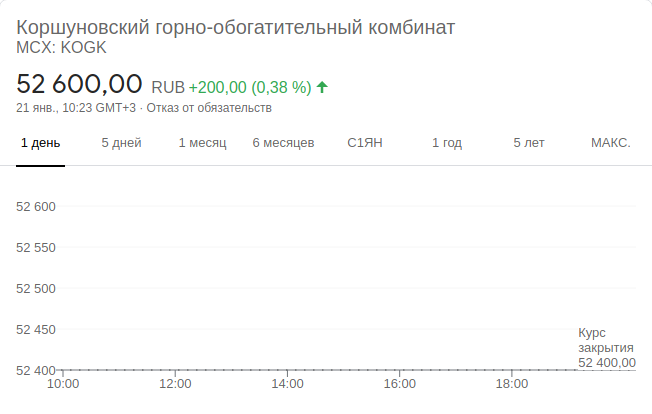 Коршуновский горно-обогатительный комбинат
MCX: KOGK
52 600,00 RUB +200,00 (0,38 %)
21 янв., 10:23 GMT+3 · Отказ от обязательств
1 день 5 дней 1 месяц 6 месяцев С1ЯН 1 год 5 лет МАКС.
52 600
52 550
52 500
52 450
52 400
Курс
закрытия
52 400,00
10:00 12:00 14:00 16:00 18:00